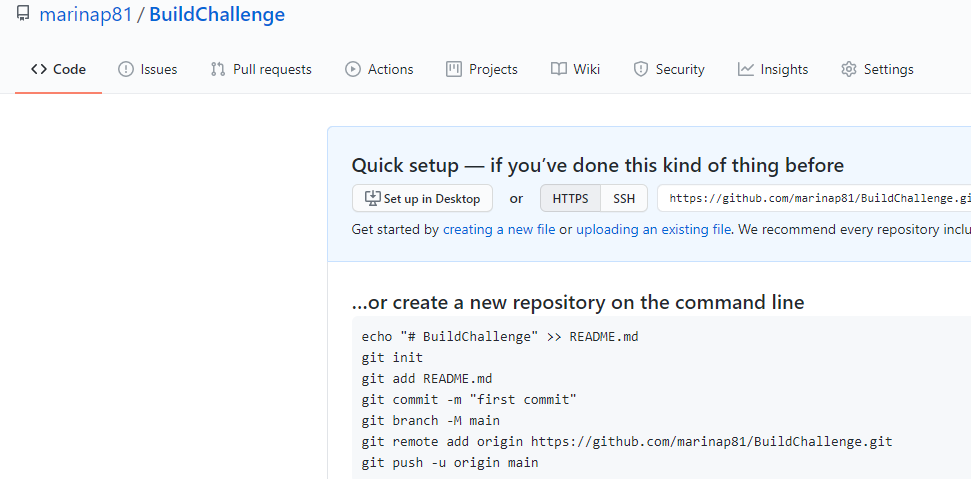 marinap81 / BuildChallenge
Code Issues Pull requests Actions Projects Wiki Security Insights Settings
Quick setup — if you’ve done this kind of thing before
Set up in Desktop or HTTPS SSH https://github.com/marinap81/BuildChallenge.gi
Get started by creating a new file or uploading an existing file. We recommend every repository inclu
...or create a new repository on the command line
echo "# BuildChallenge" >> README.md
git init
git add README.md
git commit -m "first commit"
git branch -M main
git remote add origin https://github.com/marinap81/BuildChallenge.git
git push -u origin main